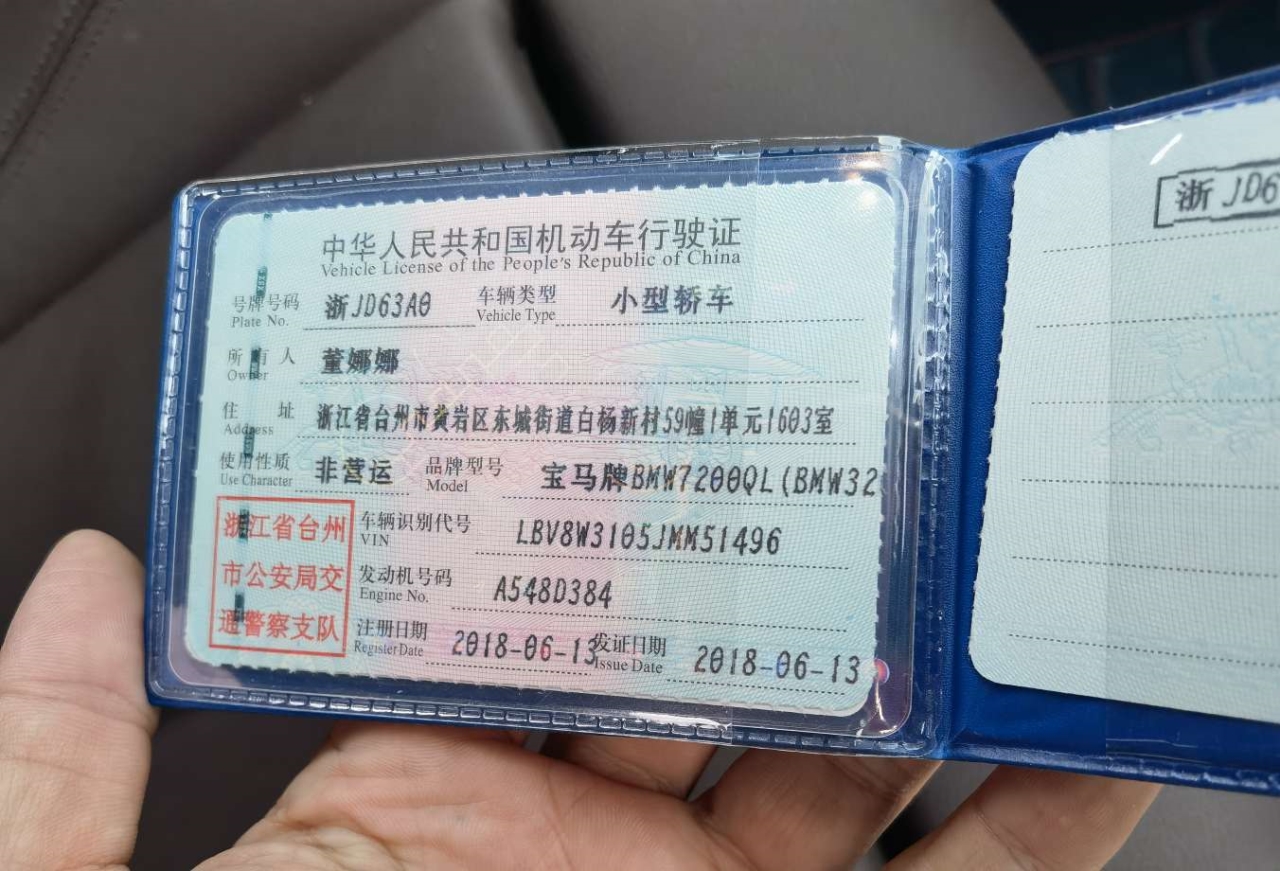 中华人民共和国机动车行驶证
Vehicle License of the People's Republic of China
号牌号码 浙JD63A0 车辆类型 小型轿车
Plate No. Vehicle Type
所有人 董娜娜
Owner
住址 浙江省台州市黄岩区东城街道白杨新村59幢1单元1603室
Address
使用性质 非营运 品牌型号 宝马牌BMW7200QL(BMW32
Use Character Model
浙江省台州
市公安局交
通警察支队
车辆识别代号 LBV8W3105JMM51496
VIN
发动机号码 A548D384
Engine No.
注册日期 2018-06-13 发证日期 2018-06-13
Register Date Issue Date
浙JD6